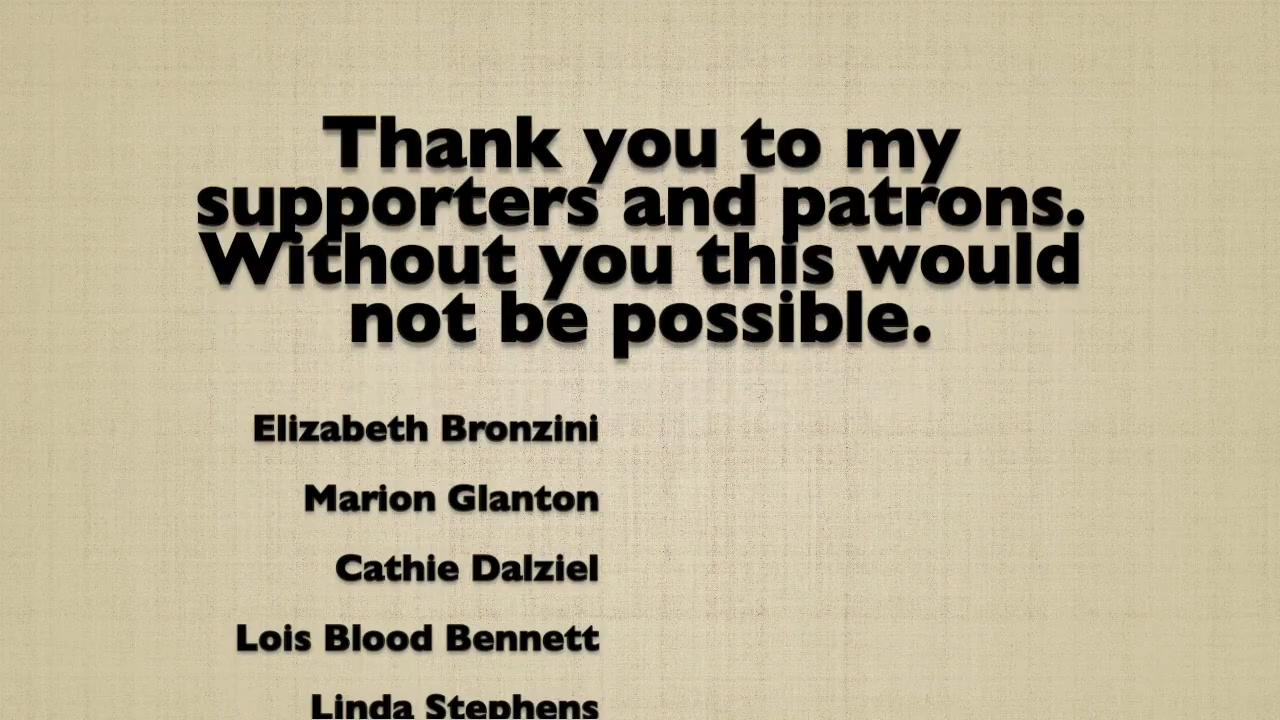 Thank you to my
supporters and patrons.
Without you this would
not be possible.
Elizabeth Bronzini
Marion Glanton
Cathie Dalziel
Lois Blood Bennett
Linda Stephens